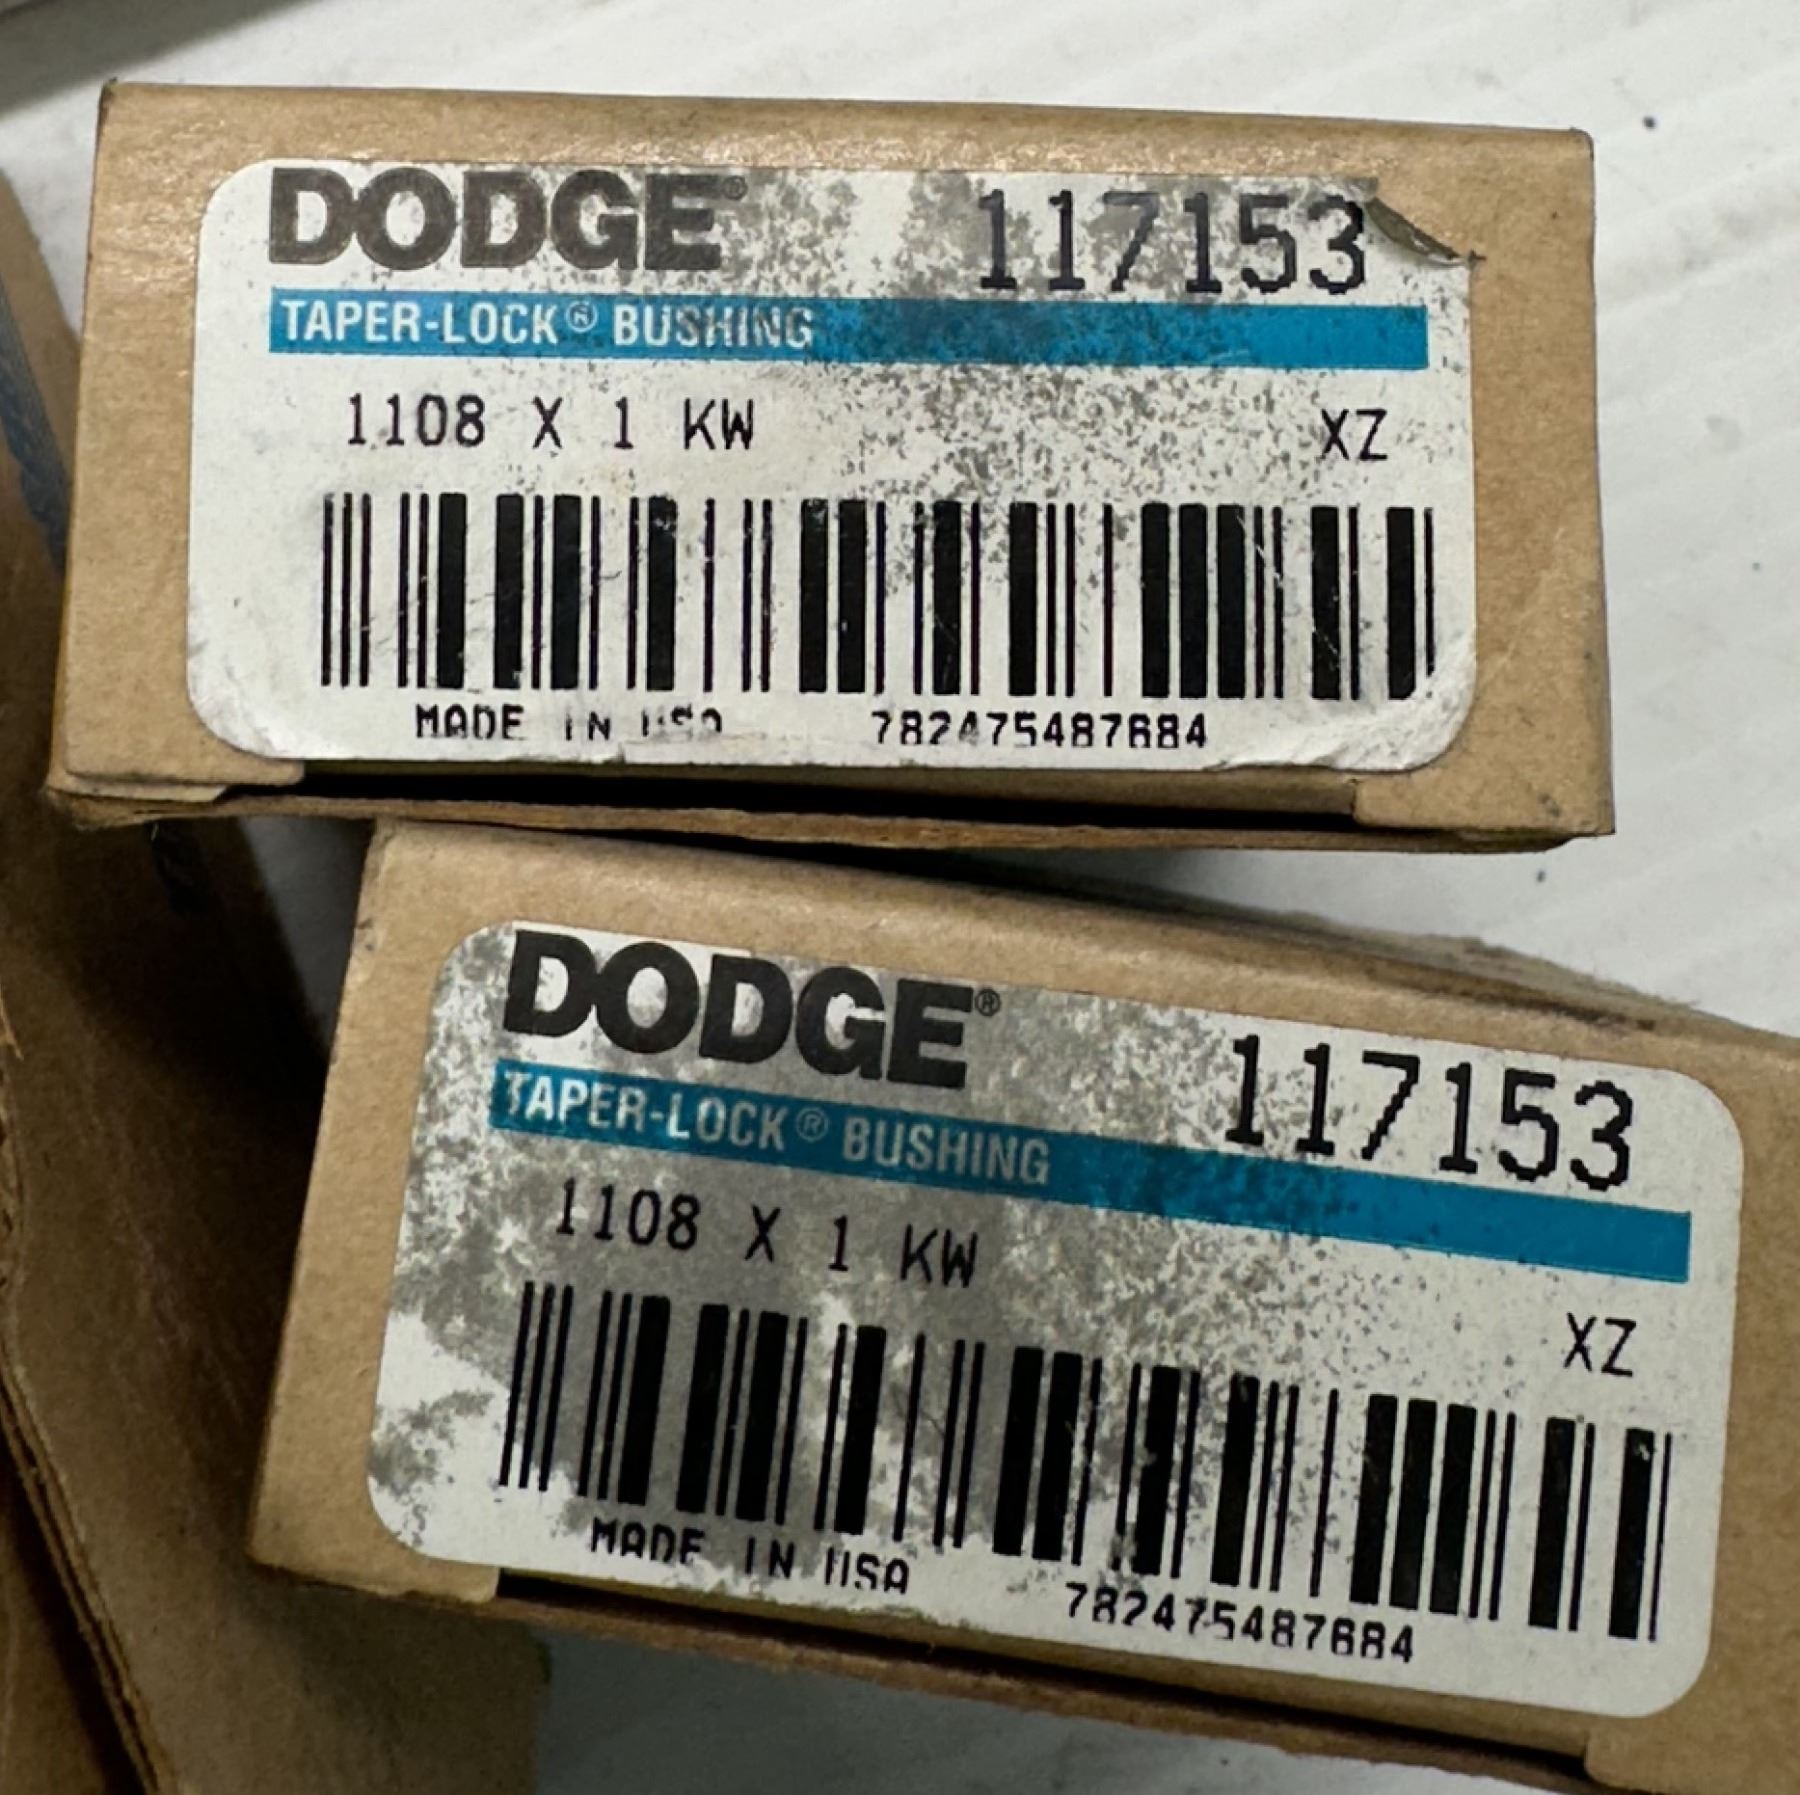 DODGE® 117153
TAPER-LOCK® BUSHING
1108 X 1 KW
XZ
MADE IN USA 782475487684
DODGE® 117153
TAPER-LOCK® BUSHING
1108 X 1 KW
XZ
MADE IN USA 782475487684